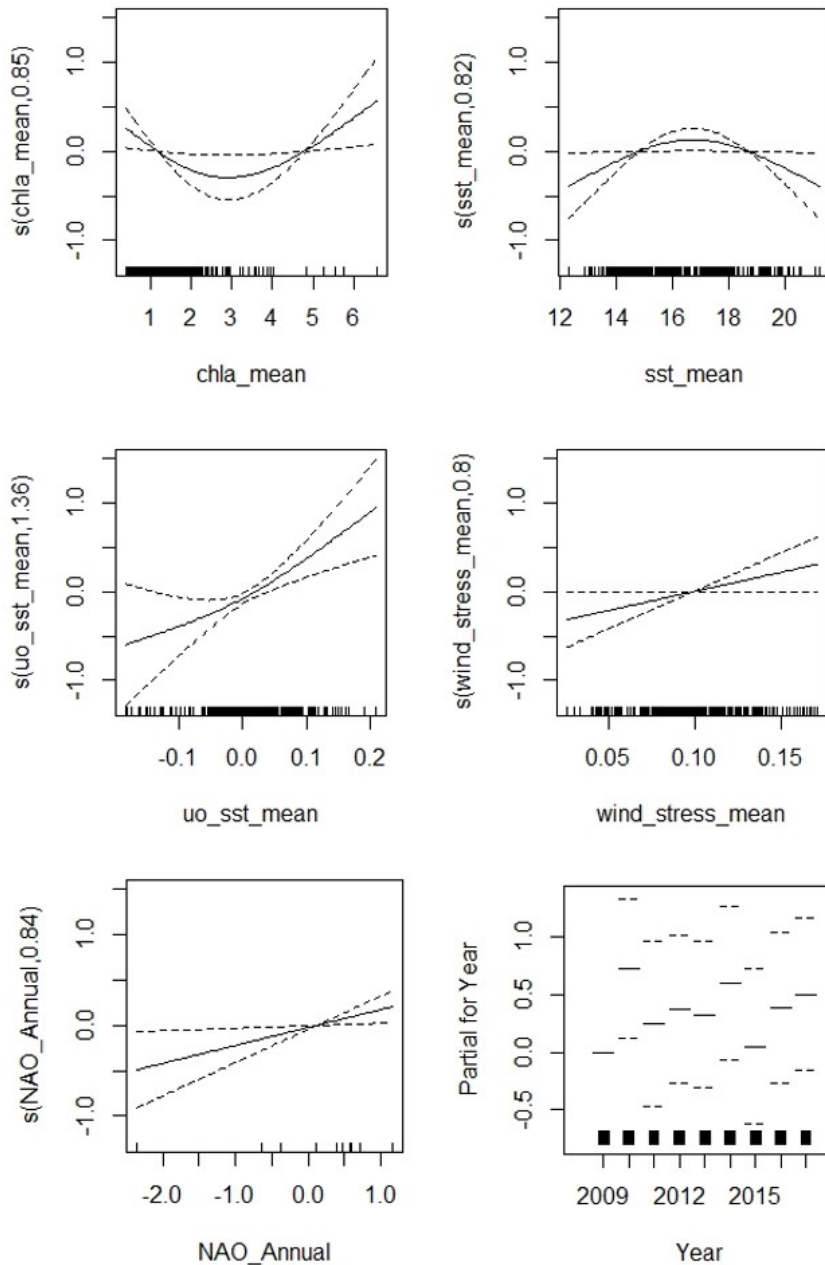 s(chla_mean,0.85)
1.0
0.0
-1.0
1 2 3 4 5 6
chla_mean
s(sst_mean,0.82)
1.0
0.0
-1.0
12 14 16 18 20
sst_mean
s(uo_sst_mean,1.36)
1.0
0.0
-1.0
-0.1 0.0 0.1 0.2
uo_sst_mean
s(wind_stress_mean,0.8)
1.0
0.0
-1.0
0.05 0.10 0.15
wind_stress_mean
s(NAO_Annual,0.84)
1.0
0.0
-1.0
-2.0 -1.0 0.0 1.0
NAO_Annual
Partial for Year
1.0
0.5
0.0
-0.5
2009 2012 2015
Year